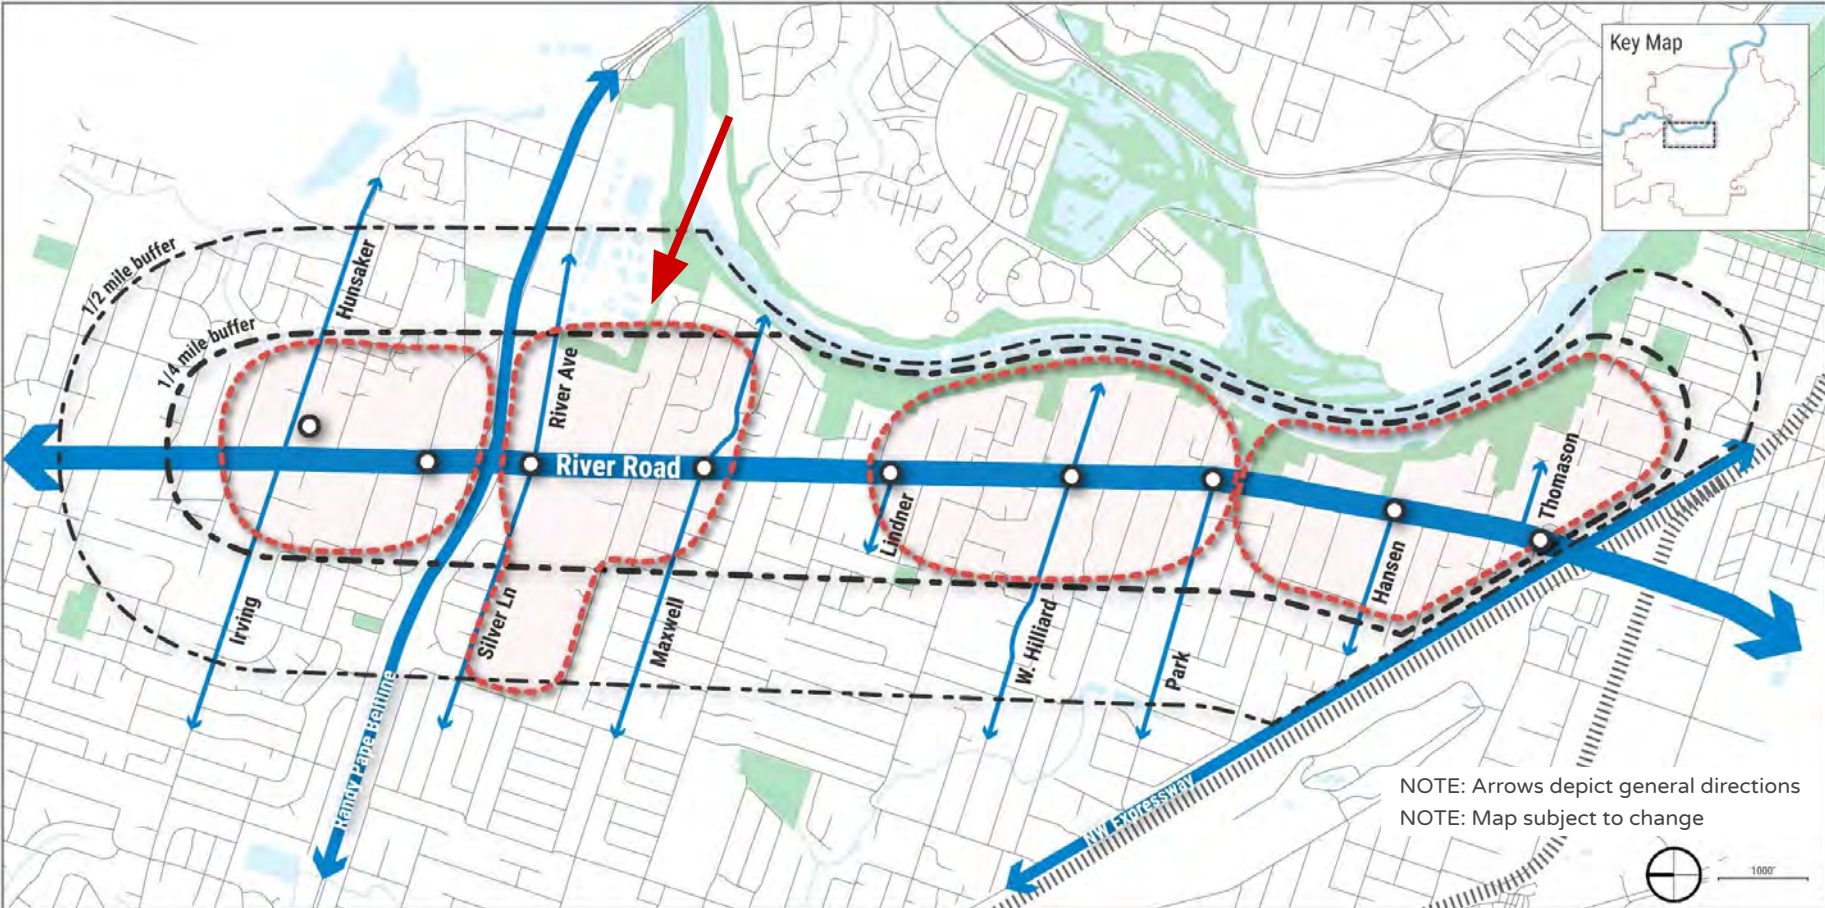 Key Map
1/2 mile buffer
Hunsaker
1/4 mile buffer
River Ave
River Road
Thomason
Lindner
Hansen
Irving
Silver Ln
Maxwell
W. Hilliard
Park
Randy Pape Beltline
NW Expressway
NOTE: Arrows depict general directions
NOTE: Map subject to change
1000'